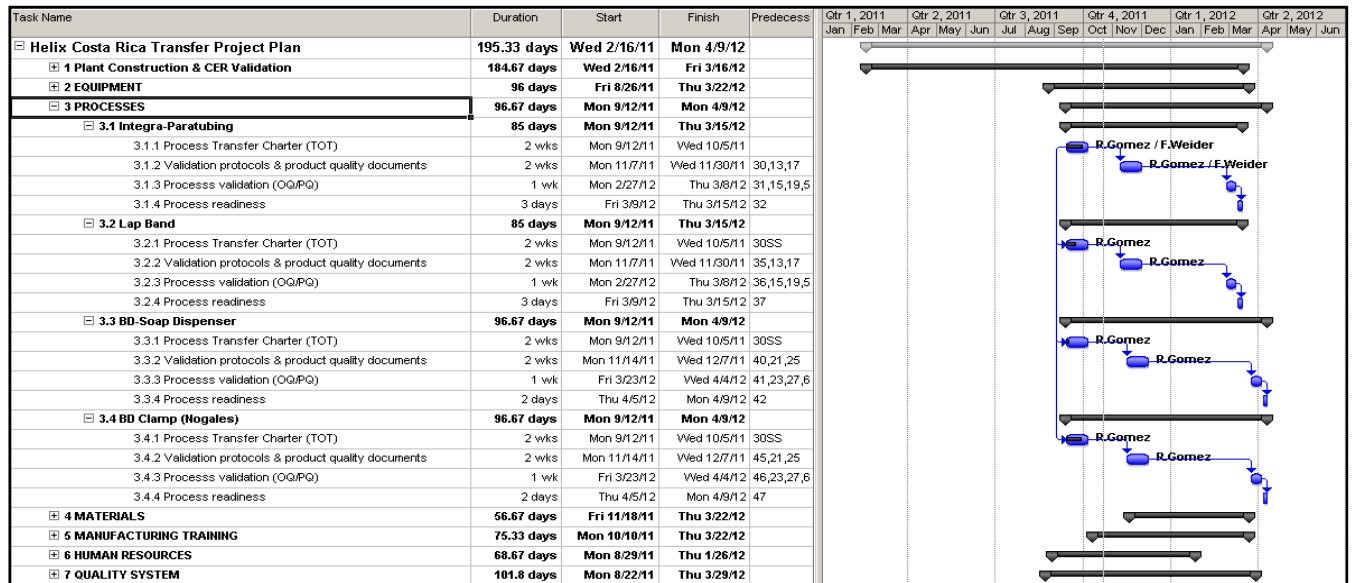 Task Name Duration Start Finish Predecess Qtr 1, 2011 Qtr 2, 2011 Qtr 3, 2011 Qtr 4, 2011 Qtr 1, 2012 Qtr 2, 2012
Jan Feb Mar Apr May Jun Jul Aug Sep Oct Nov Dec Jan Feb Mar Apr May Jun
Helix Costa Rica Transfer Project Plan 195.33 days Wed 2/16/11 Mon 4/9/12
1 Plant Construction & CER Validation 184.67 days Wed 2/16/11 Fri 3/16/12
2 EQUIPMENT 96 days Fri 8/26/11 Thu 3/22/12
3 PROCESSES 96.67 days Mon 9/12/11 Mon 4/9/12
3.1 Integra-Paratubing 85 days Mon 9/12/11 Thu 3/15/12
3.1.1 Process Transfer Charter (TOT) 2 wks Mon 9/12/11 Wed 10/5/11 R.Gomez / F.Weider
3.1.2 Validation protocols & product quality documents 2 wks Mon 11/7/11 Wed 11/30/11 30,13,17 R.Gomez / F.Weider
3.1.3 Processs validation (OQ/PQ) 1 wk Mon 2/27/12 Thu 3/8/12 31,15,19,5
3.1.4 Process readiness 3 days Fri 3/9/12 Thu 3/15/12 32
3.2 Lap Band 85 days Mon 9/12/11 Thu 3/15/12
3.2.1 Process Transfer Charter (TOT) 2 wks Mon 9/12/11 Wed 10/5/11 30SS R.Gomez
3.2.2 Validation protocols & product quality documents 2 wks Mon 11/7/11 Wed 11/30/11 35,13,17 R.Gomez
3.2.3 Processs validation (OQ/PQ) 1 wk Mon 2/27/12 Thu 3/8/12 36,15,19,5
3.2.4 Process readiness 3 days Fri 3/9/12 Thu 3/15/12 37
3.3 BD-Soap Dispenser 96.67 days Mon 9/12/11 Mon 4/9/12
3.3.1 Process Transfer Charter (TOT) 2 wks Mon 9/12/11 Wed 10/5/11 30SS R.Gomez
3.3.2 Validation protocols & product quality documents 2 wks Mon 11/14/11 Wed 12/7/11 40,21,25 R.Gomez
3.3.3 Processs validation (OQ/PQ) 1 wk Fri 3/23/12 Wed 4/4/12 41,23,27,6
3.3.4 Process readiness 2 days Thu 4/5/12 Mon 4/9/12 42
3.4 BD Clamp (Nogales) 96.67 days Mon 9/12/11 Mon 4/9/12
3.4.1 Process Transfer Charter (TOT) 2 wks Mon 9/12/11 Wed 10/5/11 30SS R.Gomez
3.4.2 Validation protocols & product quality documents 2 wks Mon 11/14/11 Wed 12/7/11 45,21,25 R.Gomez
3.4.3 Processs validation (OQ/PQ) 1 wk Fri 3/23/12 Wed 4/4/12 46,23,27,6
3.4.4 Process readiness 2 days Thu 4/5/12 Mon 4/9/12 47
4 MATERIALS 56.67 days Fri 11/18/11 Thu 3/22/12
5 MANUFACTURING TRAINING 75.33 days Mon 10/10/11 Thu 3/22/12
6 HUMAN RESOURCES 68.67 days Mon 8/29/11 Thu 1/26/12
7 QUALITY SYSTEM 101.8 days Mon 8/22/11 Thu 3/29/12